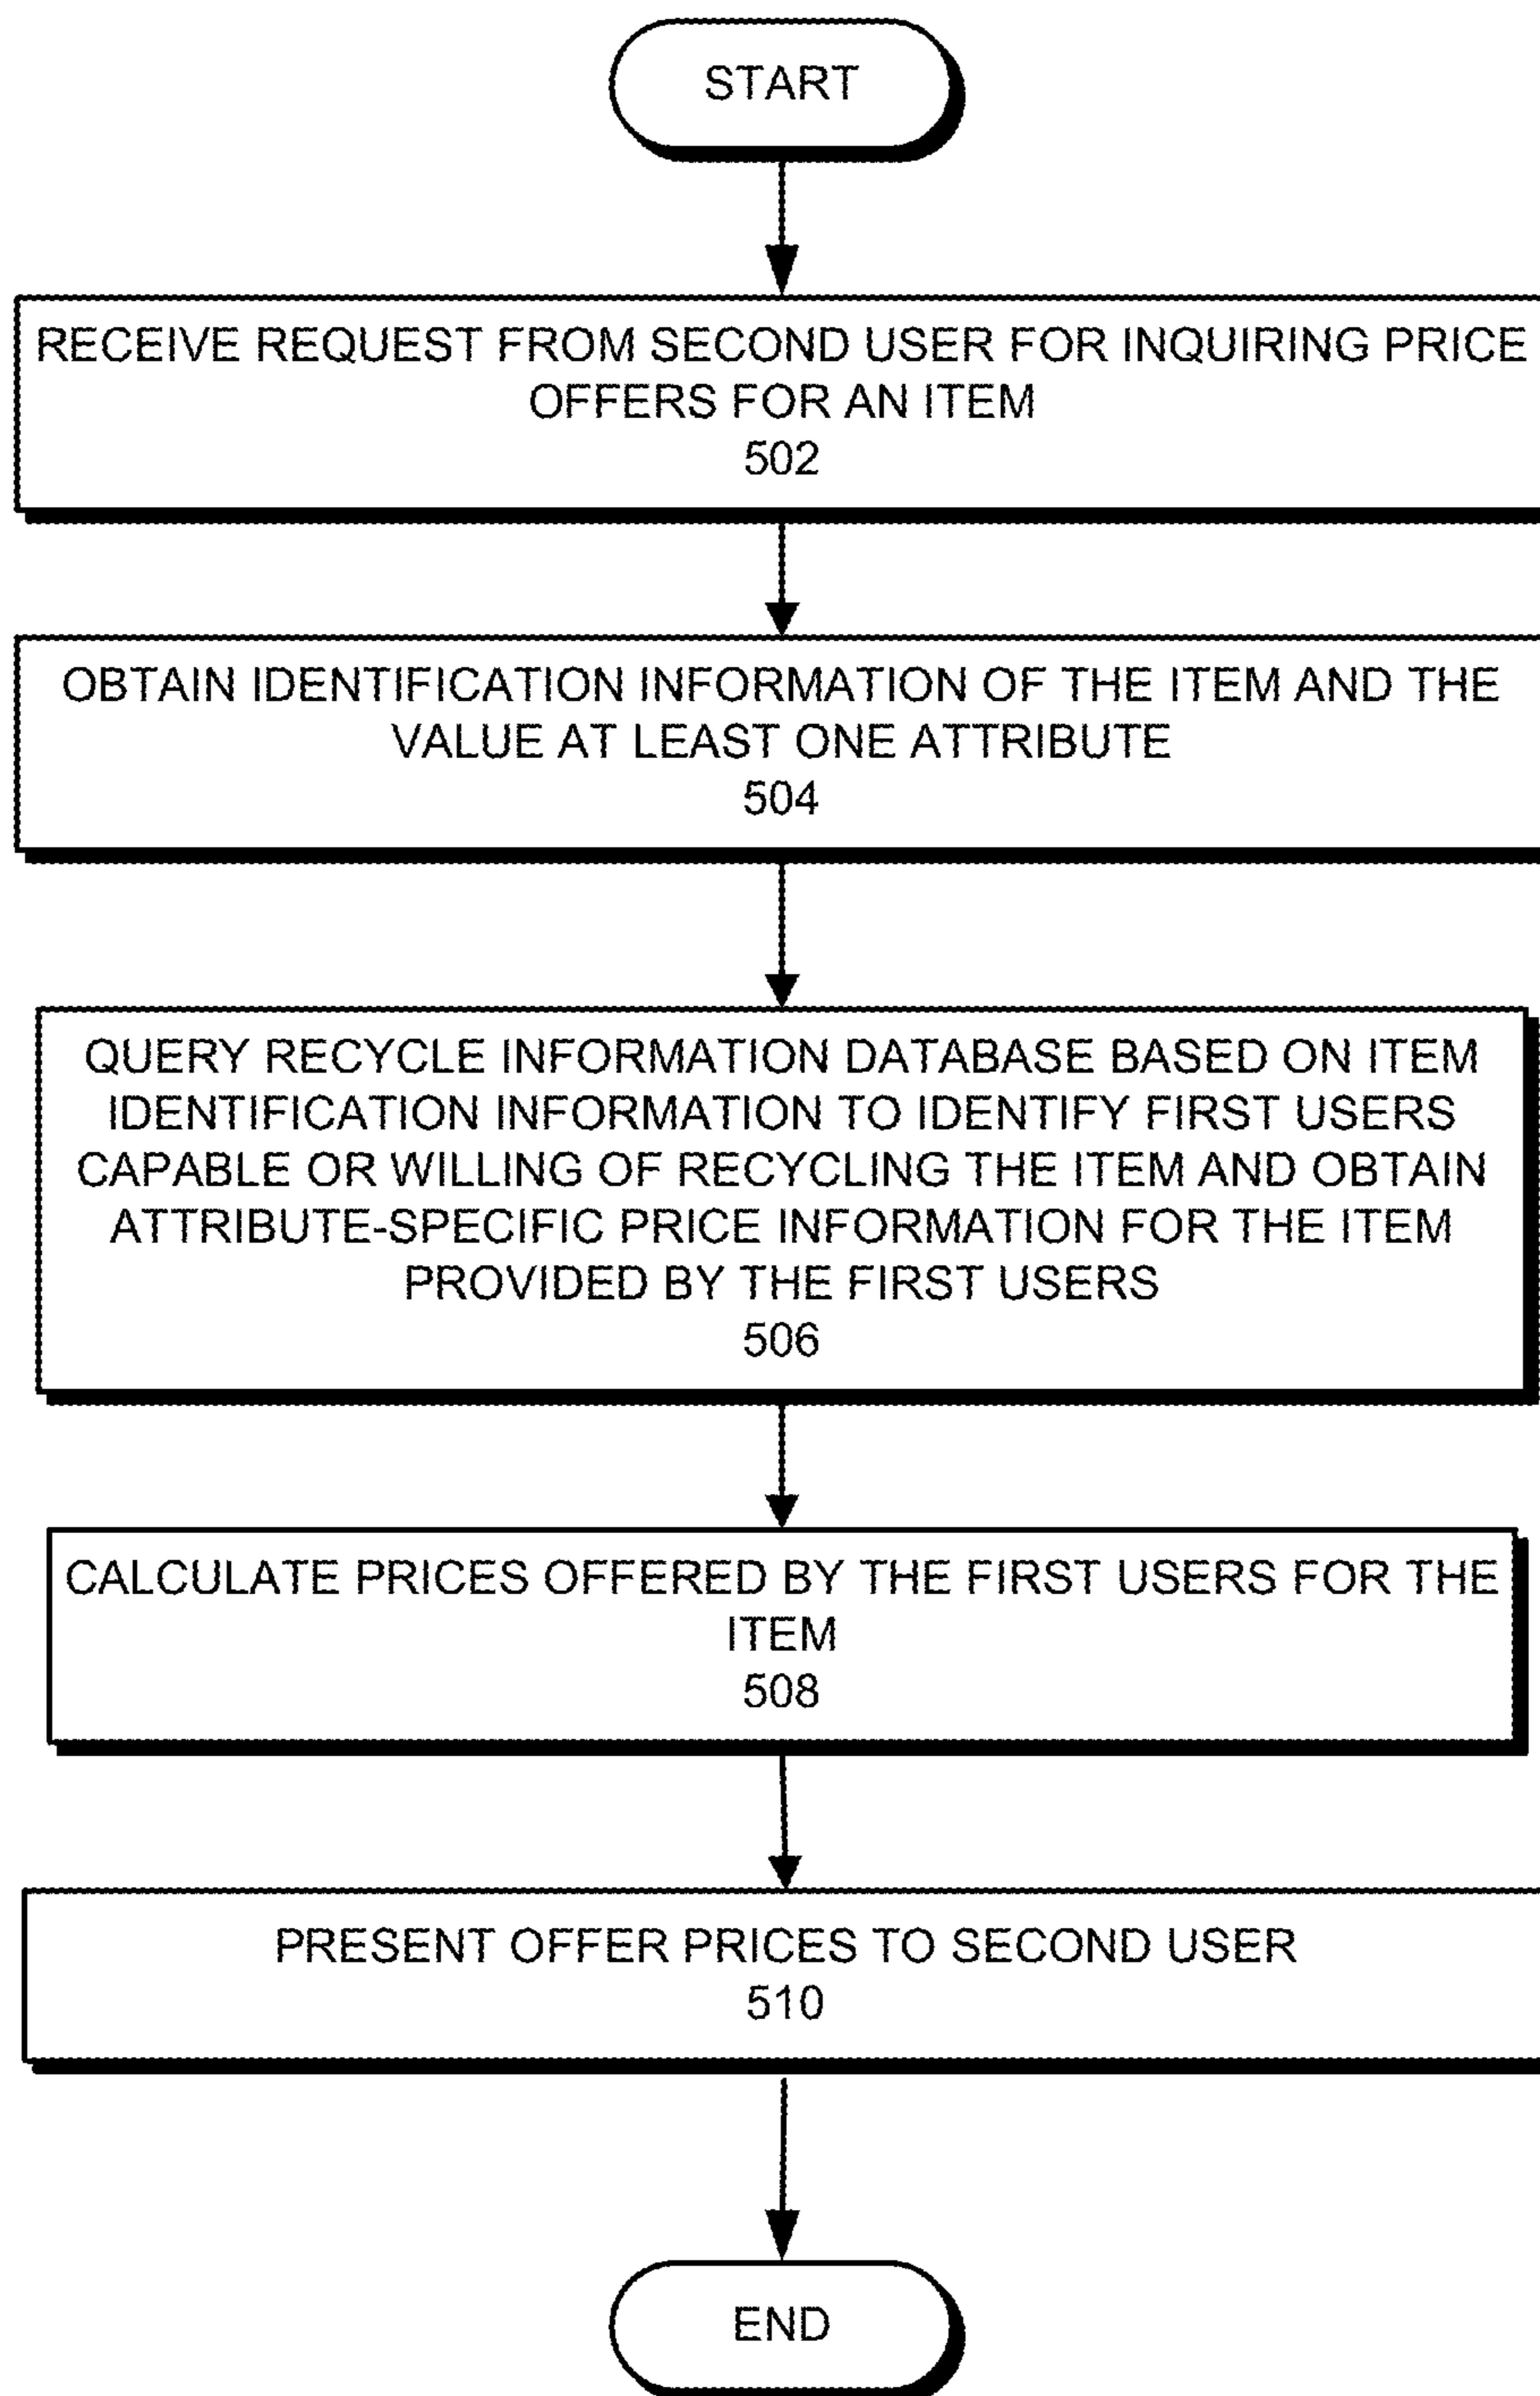 START
RECEIVE REQUEST FROM SECOND USER FOR INQUIRING PRICE
OFFERS FOR AN ITEM
502
OBTAIN IDENTIFICATION INFORMATION OF THE ITEM AND THE
VALUE AT LEAST ONE ATTRIBUTE
504
QUERY RECYCLE INFORMATION DATABASE BASED ON ITEM
IDENTIFICATION INFORMATION TO IDENTIFY FIRST USERS
CAPABLE OR WILLING OF RECYCLING THE ITEM AND OBTAIN
ATTRIBUTE-SPECIFIC PRICE INFORMATION FOR THE ITEM
PROVIDED BY THE FIRST USERS
506
CALCULATE PRICES OFFERED BY THE FIRST USERS FOR THE
ITEM
508
PRESENT OFFER PRICES TO SECOND USER
510
END